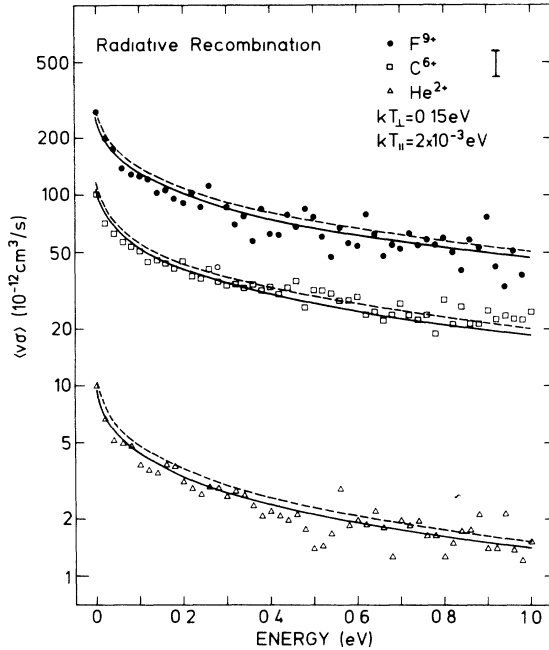 Radiative Recombination
● F⁹⁺
□ C⁶⁺
△ He²⁺
kT⊥=0 15eV
kT||=2x10⁻³eV
⟨vσ⟩ (10⁻¹²cm³/s)
500
200
100
50
20
10
5
2
1
0 0 2 0 4 0 6 0 8 1 0
ENERGY (eV)